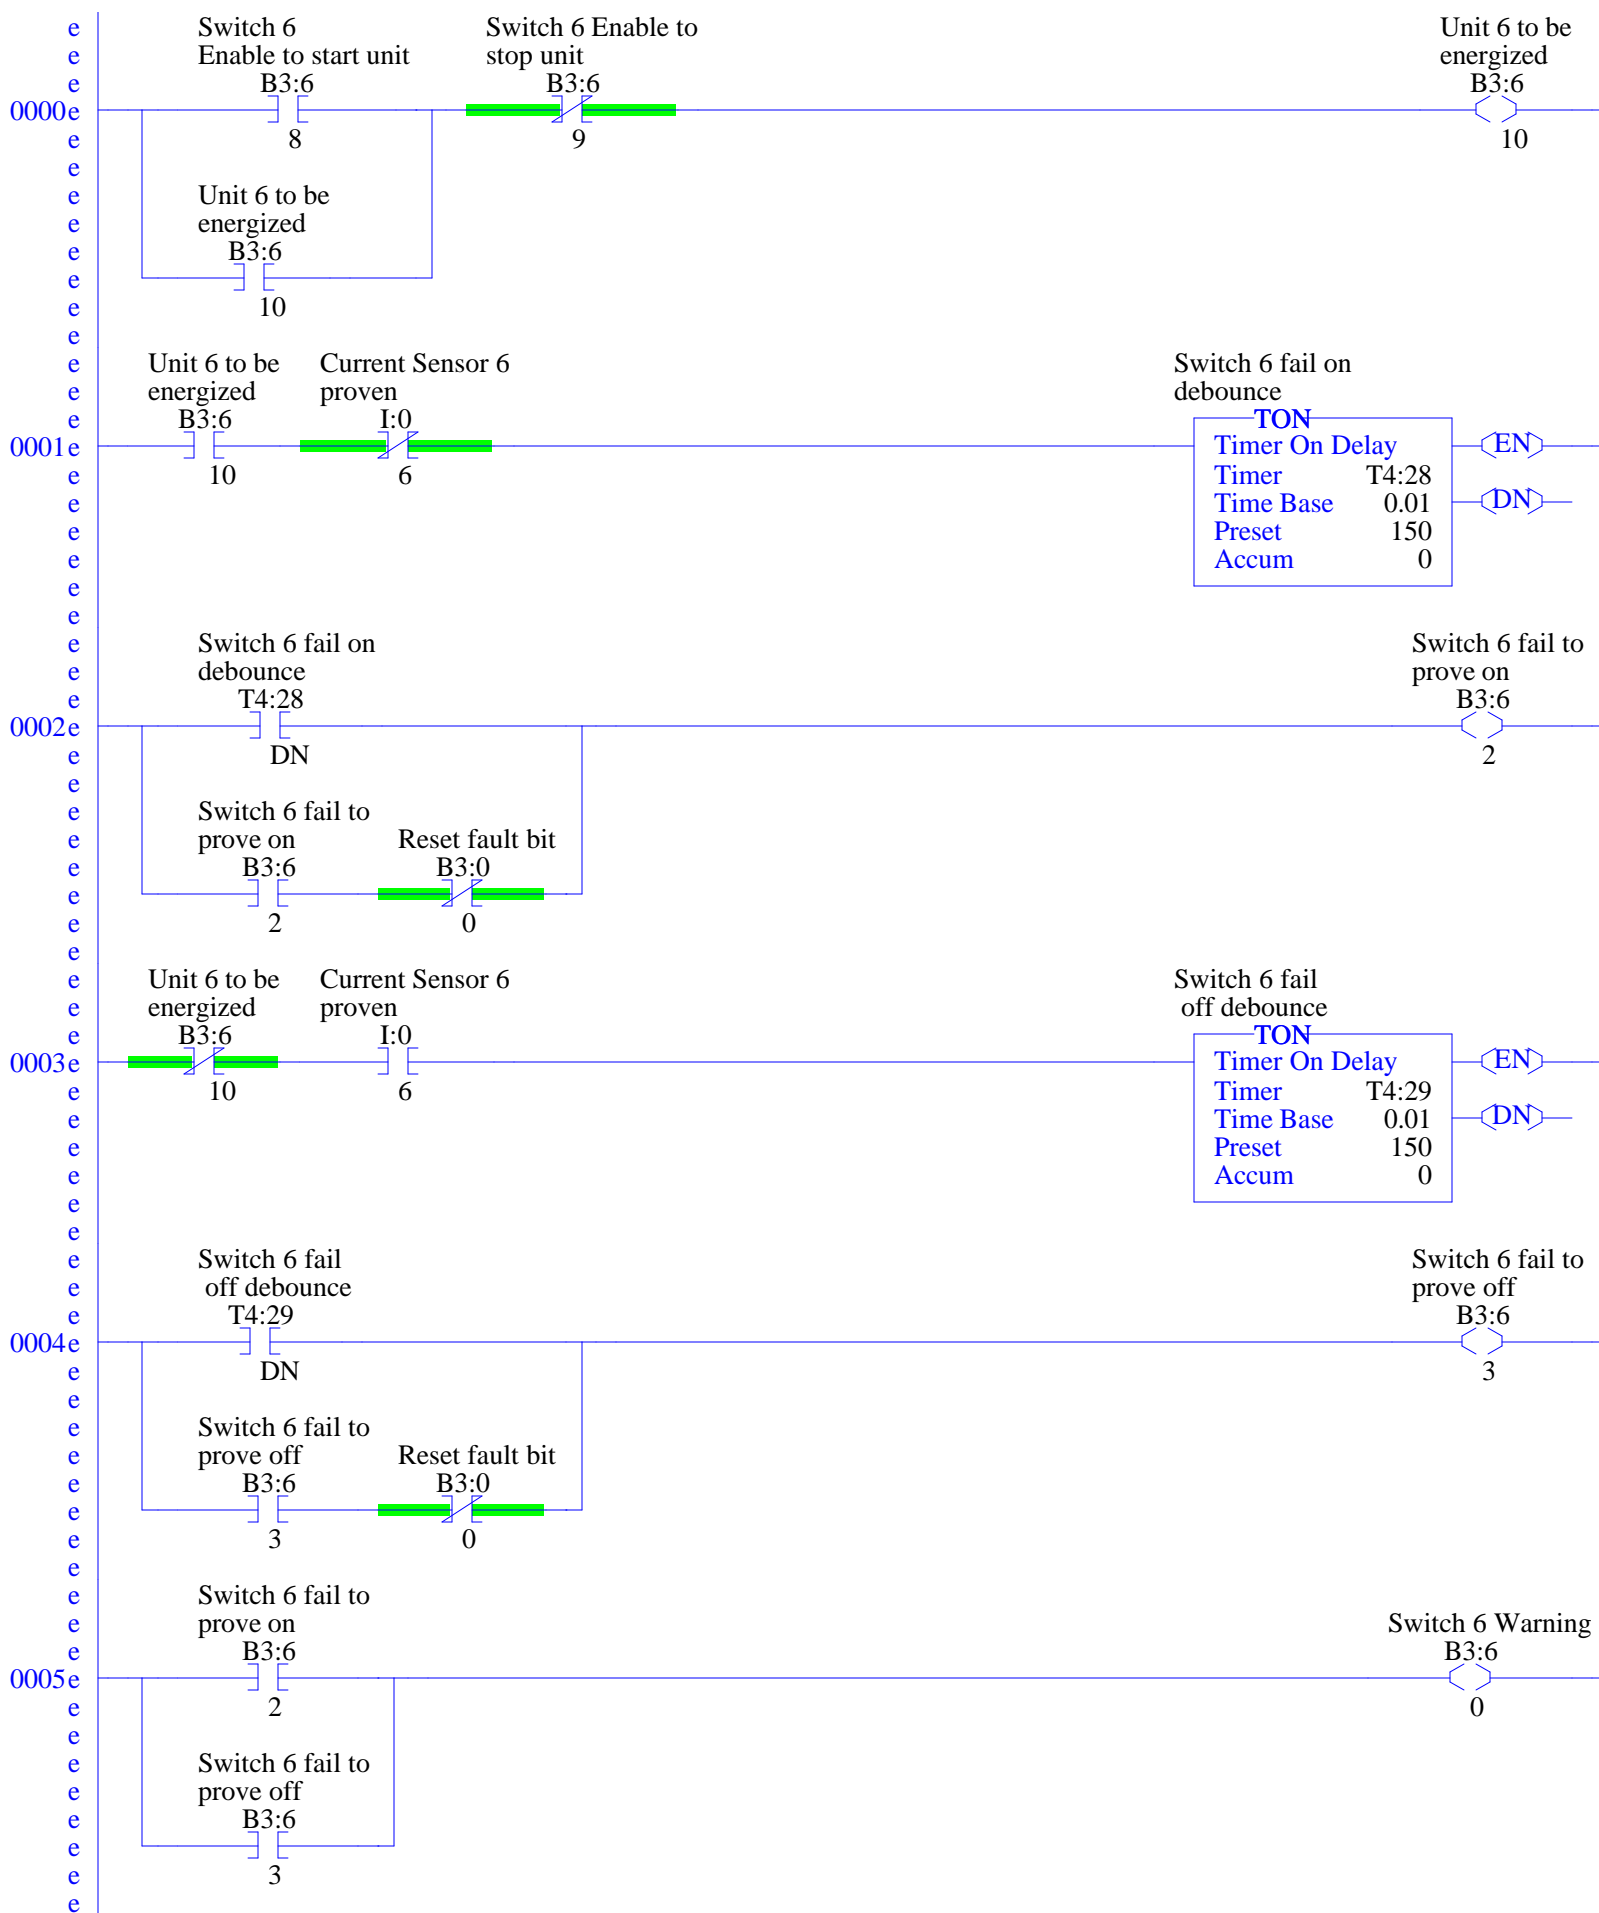 e Switch 6 Switch 6 Enable to Unit 6 to be
e Enable to start unit stop unit energized
e B3:6 B3:6 B3:6
0000e
e 8 9 10
e
e Unit 6 to be
e energized
e B3:6
e
e 10
e
e Unit 6 to be Current Sensor 6 Switch 6 fail on
e energized proven debounce
e B3:6 I:0 TON
0001e Timer On Delay EN
e 10 6 Timer T4:28
e Time Base 0.01 DN
e Preset 150
e Accum 0
e
e
e Switch 6 fail on Switch 6 fail to
e debounce prove on
e T4:28 B3:6
0002e
e DN 2
e
e Switch 6 fail to
e prove on Reset fault bit
e B3:6 B3:0
e
e 2 0
e
e Unit 6 to be Current Sensor 6 Switch 6 fail
e energized proven off debounce
e B3:6 I:0 TON
0003e Timer On Delay EN
e 10 6 Timer T4:29
e Time Base 0.01 DN
e Preset 150
e Accum 0
e
e
e Switch 6 fail Switch 6 fail to
e off debounce prove off
e T4:29 B3:6
0004e
e DN 3
e
e Switch 6 fail to
e prove off Reset fault bit
e B3:6 B3:0
e
e 3 0
e
e Switch 6 fail to
e prove on Switch 6 Warning
e B3:6 B3:6
0005e
e 2 0
e
e Switch 6 fail to
e prove off
e B3:6
e
e 3
e